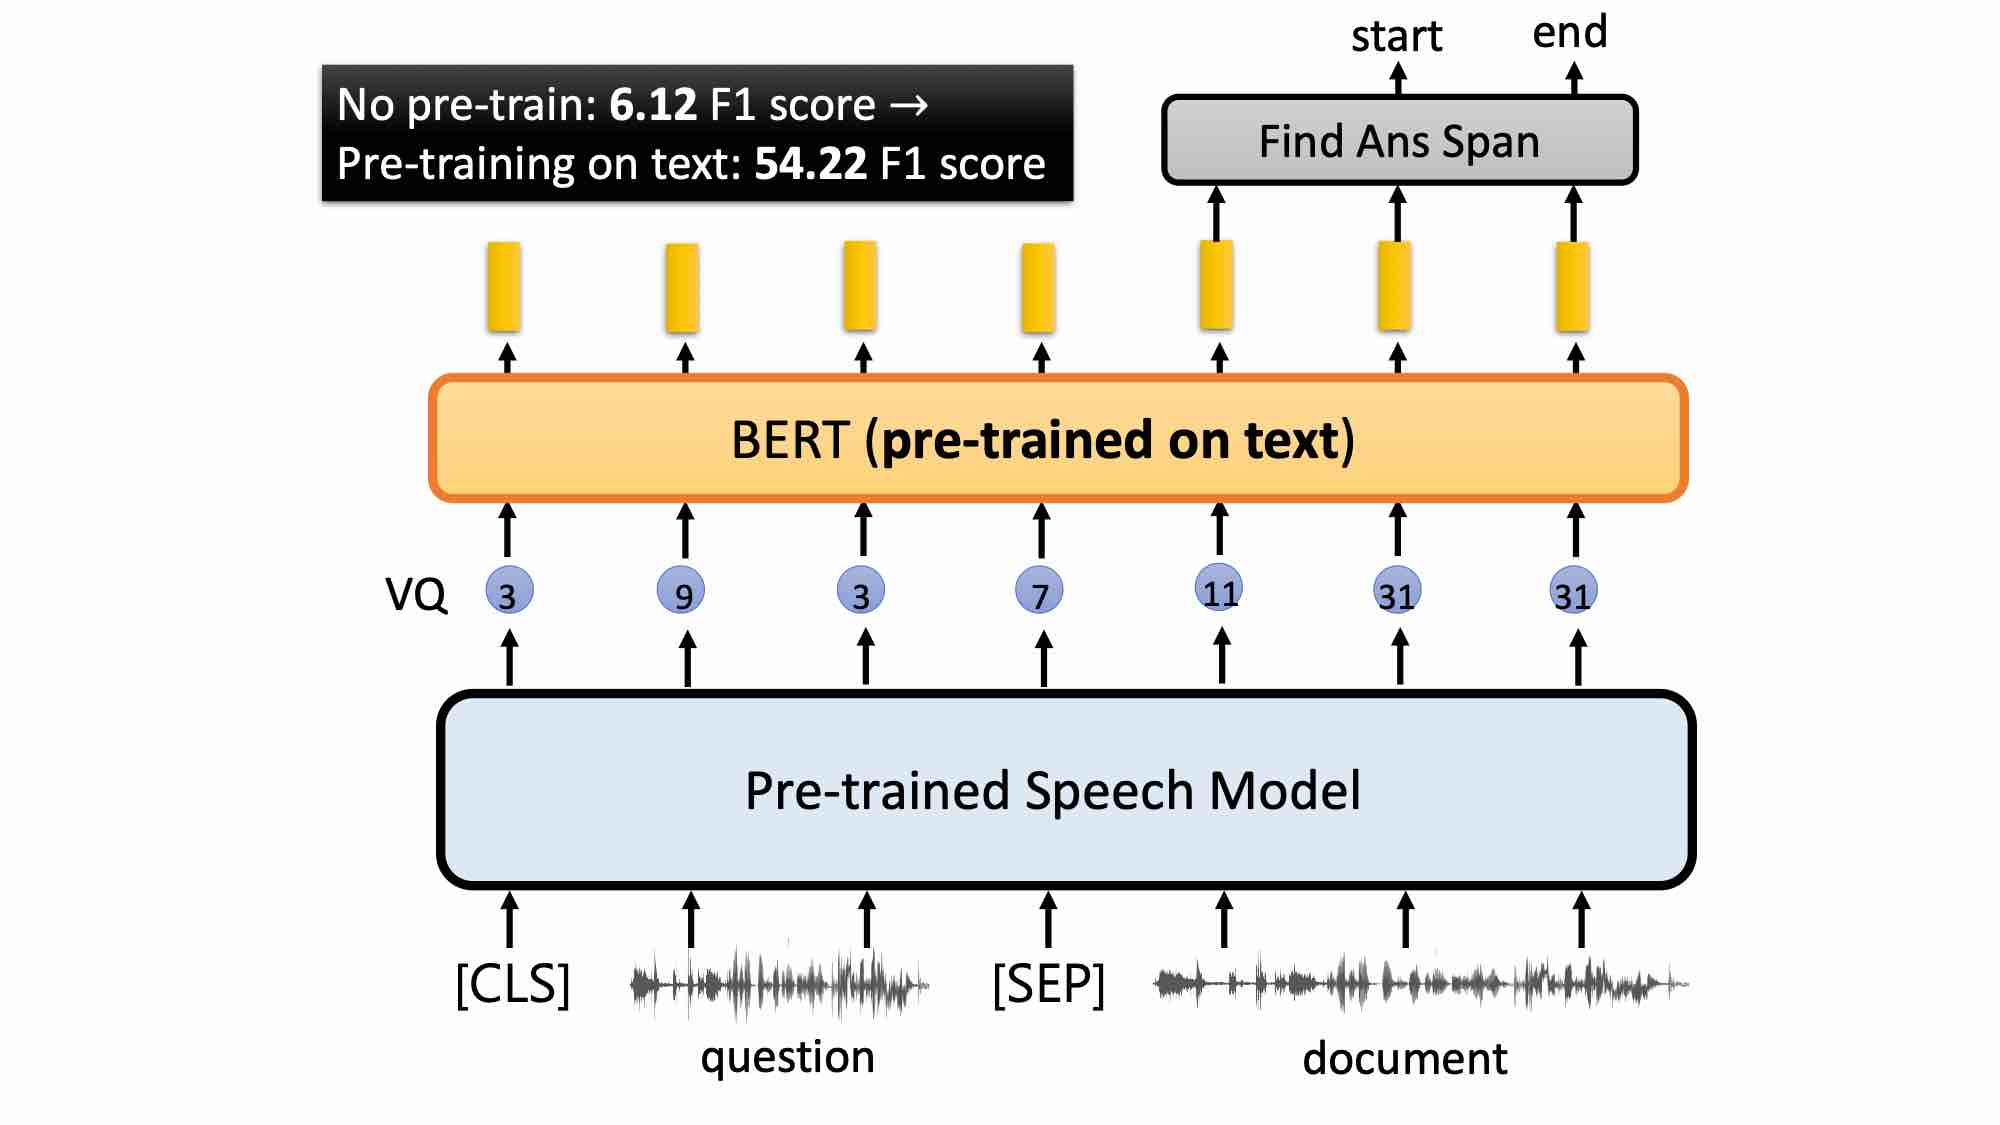 start end
No pre-train: 6.12 F1 score →
Pre-training on text: 54.22 F1 score
Find Ans Span
BERT (pre-trained on text)
VQ 3 9 3 7 11 31 31
Pre-trained Speech Model
[CLS] [SEP]
question document